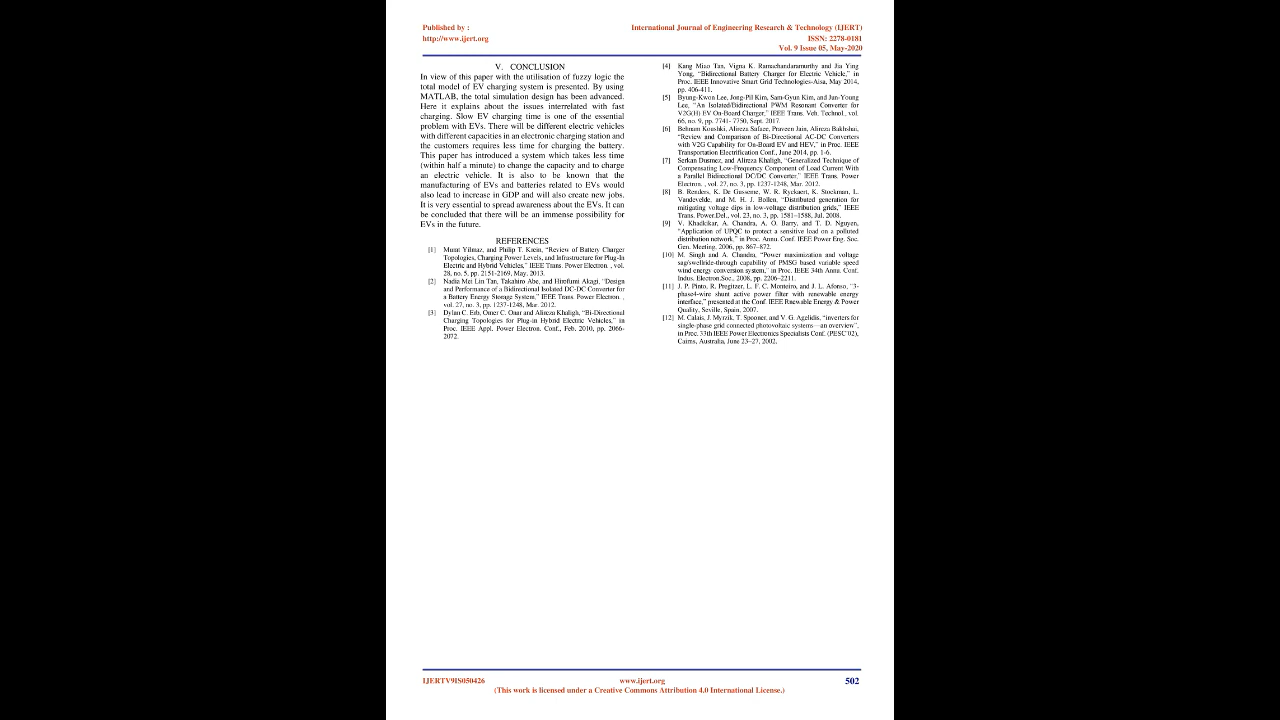 Published by :
http://www.ijert.org
International Journal of Engineering Research & Technology (IJERT)
ISSN: 2278-0181
Vol. 9 Issue 05, May-2020
V. CONCLUSION
In view of this paper with the utilisation of fuzzy logic the
total model of EV charging system is presented. By using
MATLAB, the total simulation design has been advanced.
Here it explains about the issues interrelated with fast
charging. Slow EV charging time is one of the essential
problem with EVs. There will be different electric vehicles
with different capacities in an electronic charging station and
the customers requires less time for charging the battery.
This paper has introduced a system which takes less time
(within half a minute) to change the capacity and to charge
an electric vehicle. It is also to be known that the
manufacturing of EVs and batteries related to EVs would
also lead to increase in GDP and will also create new jobs.
It is very essential to spread awareness about the EVs. It can
be concluded that there will be an immense possibility for
EVs in the future.
REFERENCES
[1] Murat Yilmaz, and Philip T. Krein, “Review of Battery Charger
Topologies, Charging Power Levels, and Infrastructure for Plug-In
Electric and Hybrid Vehicles,” IEEE Trans. Power Electron. , vol.
28, no. 5, pp. 2151-2169, May, 2013.
[2] Nadia Mei Lin Tan, Takahiro Abe, and Hirofumi Akagi, “Design
and Performance of a Bidirectional Isolated DC-DC Converter for
a Battery Energy Storage System,” IEEE Trans. Power Electron. ,
vol. 27, no. 3, pp. 1237-1248, Mar. 2012.
[3] Dylan C. Erb, Omer C. Onar and Alireza Khaligh, “Bi-Directional
Charging Topologies for Plug-in Hybrid Electric Vehicles,” in
Proc. IEEE Appl. Power Electron. Conf., Feb. 2010, pp. 2066-
2072.
[4] Kang Miao Tan, Vigna K. Ramachandaramurthy and Jia Ying
Yong, “Bidirectional Battery Charger for Electric Vehicle,” in
Proc. IEEE Innovative Smart Grid Technologies-Aisa, May 2014,
pp. 406-411.
[5] Byung-Kwon Lee, Jong-Pil Kim, Sam-Gyun Kim, and Jun-Young
Lee, “An Isolated/Bidirectional PWM Resonant Converter for
V2G(H) EV On-Board Charger,” IEEE Trans. Veh. Technol., vol.
66, no. 9, pp. 7741- 7750, Sept. 2017.
[6] Behnam Koushki, Alireza Safaee, Praveen Jain, Alireza Bakhshai,
“Review and Comparison of Bi-Directional AC-DC Converters
with V2G Capability for On-Board EV and HEV,” in Proc. IEEE
Transportation Electrification Conf., June 2014, pp. 1-6.
[7] Serkan Dusmez, and Alireza Khaligh, “Generalized Technique of
Compensating Low-Frequency Component of Load Current With
a Parallel Bidirectional DC/DC Converter,” IEEE Trans. Power
Electron. , vol. 27, no. 3, pp. 1237-1248, Mar. 2012.
[8] B. Renders, K. De Gusseme, W. R. Ryckaert, K. Stockman, L.
Vandevelde, and M. H. J. Bollen, “Distributed generation for
mitigating voltage dips in low-voltage distribution grids,” IEEE
Trans. Power.Del., vol. 23, no. 3, pp. 1581–1588, Jul. 2008.
[9] V. Khadkikar, A. Chandra, A. O. Barry, and T. D. Nguyen,
“Application of UPQC to protect a sensitive load on a polluted
distribution network,” in Proc. Annu. Conf. IEEE Power Eng. Soc.
Gen. Meeting, 2006, pp. 867–872.
[10] M. Singh and A. Chandra, “Power maximization and voltage
sag/swellride-through capability of PMSG based variable speed
wind energy conversion system,” in Proc. IEEE 34th Annu. Conf.
Indus. Electron.Soc., 2008, pp. 2206–2211.
[11] J. P. Pinto, R. Pregitzer, L. F. C. Monteiro, and J. L. Afonso, “3-
phase4-wire shunt active power filter with renewable energy
interface,” presented at the Conf. IEEE Rnewable Energy & Power
Quality, Seville, Spain, 2007.
[12] M. Calais, J. Myrzik, T. Spooner, and V. G. Agelidis, “inverters for
single-phase grid connected photovoltaic systems—an overview”,
in Proc. 33th IEEE Power Electronics Specialists Conf. (PESC’02),
Cairns, Australia, June 23–27, 2002.
IJERTV9IS050426
www.ijert.org
502
(This work is licensed under a Creative Commons Attribution 4.0 International License.)